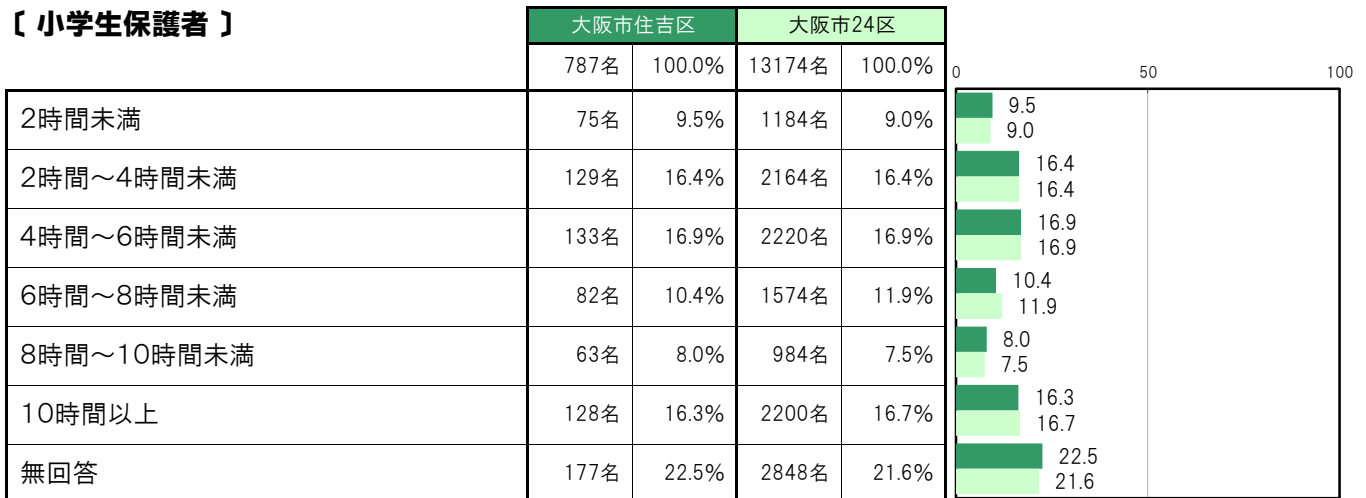 〔 小学生保護者 〕
大阪市住吉区 大阪市24区
787名 100.0% 13174名 100.0%
0 50 100
2時間未満 75名 9.5% 1184名 9.0%
9.5
9.0
2時間～4時間未満 129名 16.4% 2164名 16.4%
16.4
16.4
4時間～6時間未満 133名 16.9% 2220名 16.9%
16.9
16.9
6時間～8時間未満 82名 10.4% 1574名 11.9%
10.4
11.9
8時間～10時間未満 63名 8.0% 984名 7.5%
8.0
7.5
10時間以上 128名 16.3% 2200名 16.7%
16.3
16.7
無回答 177名 22.5% 2848名 21.6%
22.5
21.6